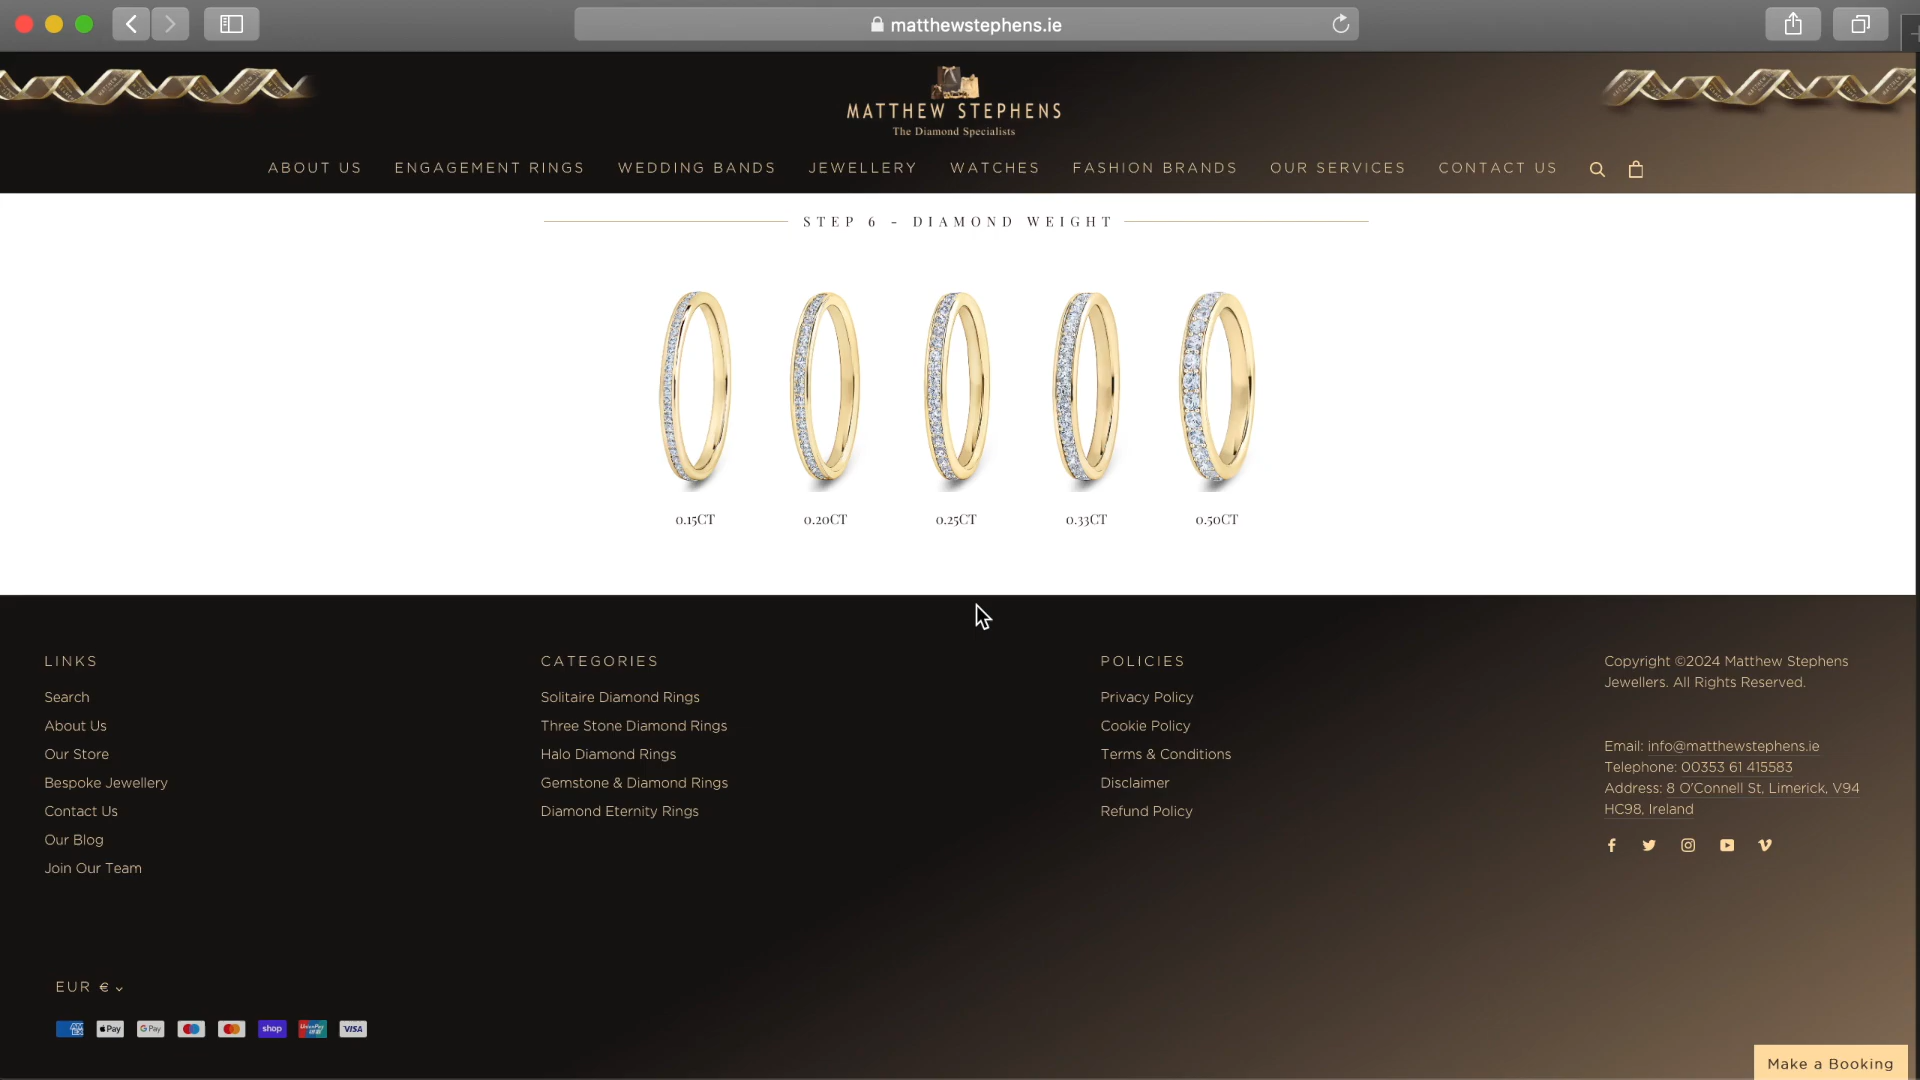 matthewstephens.ie
MATTHEW STEPHENS
The Diamond Specialists
ABOUT US ENGAGEMENT RINGS WEDDING BANDS JEWELLERY WATCHES FASHION BRANDS OUR SERVICES CONTACT US
STEP 6 - DIAMOND WEIGHT
0.15CT 0.20CT 0.25CT 0.33CT 0.50CT
LINKS
Search
About Us
Our Store
Bespoke Jewellery
Contact Us
Our Blog
Join Our Team
CATEGORIES
Solitaire Diamond Rings
Three Stone Diamond Rings
Halo Diamond Rings
Gemstone & Diamond Rings
Diamond Eternity Rings
POLICIES
Privacy Policy
Cookie Policy
Terms & Conditions
Disclaimer
Refund Policy
Copyright ©2024 Matthew Stephens
Jewellers. All Rights Reserved.
Email: info@matthewstephens.ie
Telephone: 00353 61 415583
Address: 8 O'Connell St, Limerick, V94
HC98, Ireland
EUR €
Pay G Pay shop UnionPay VISA
Make a Booking